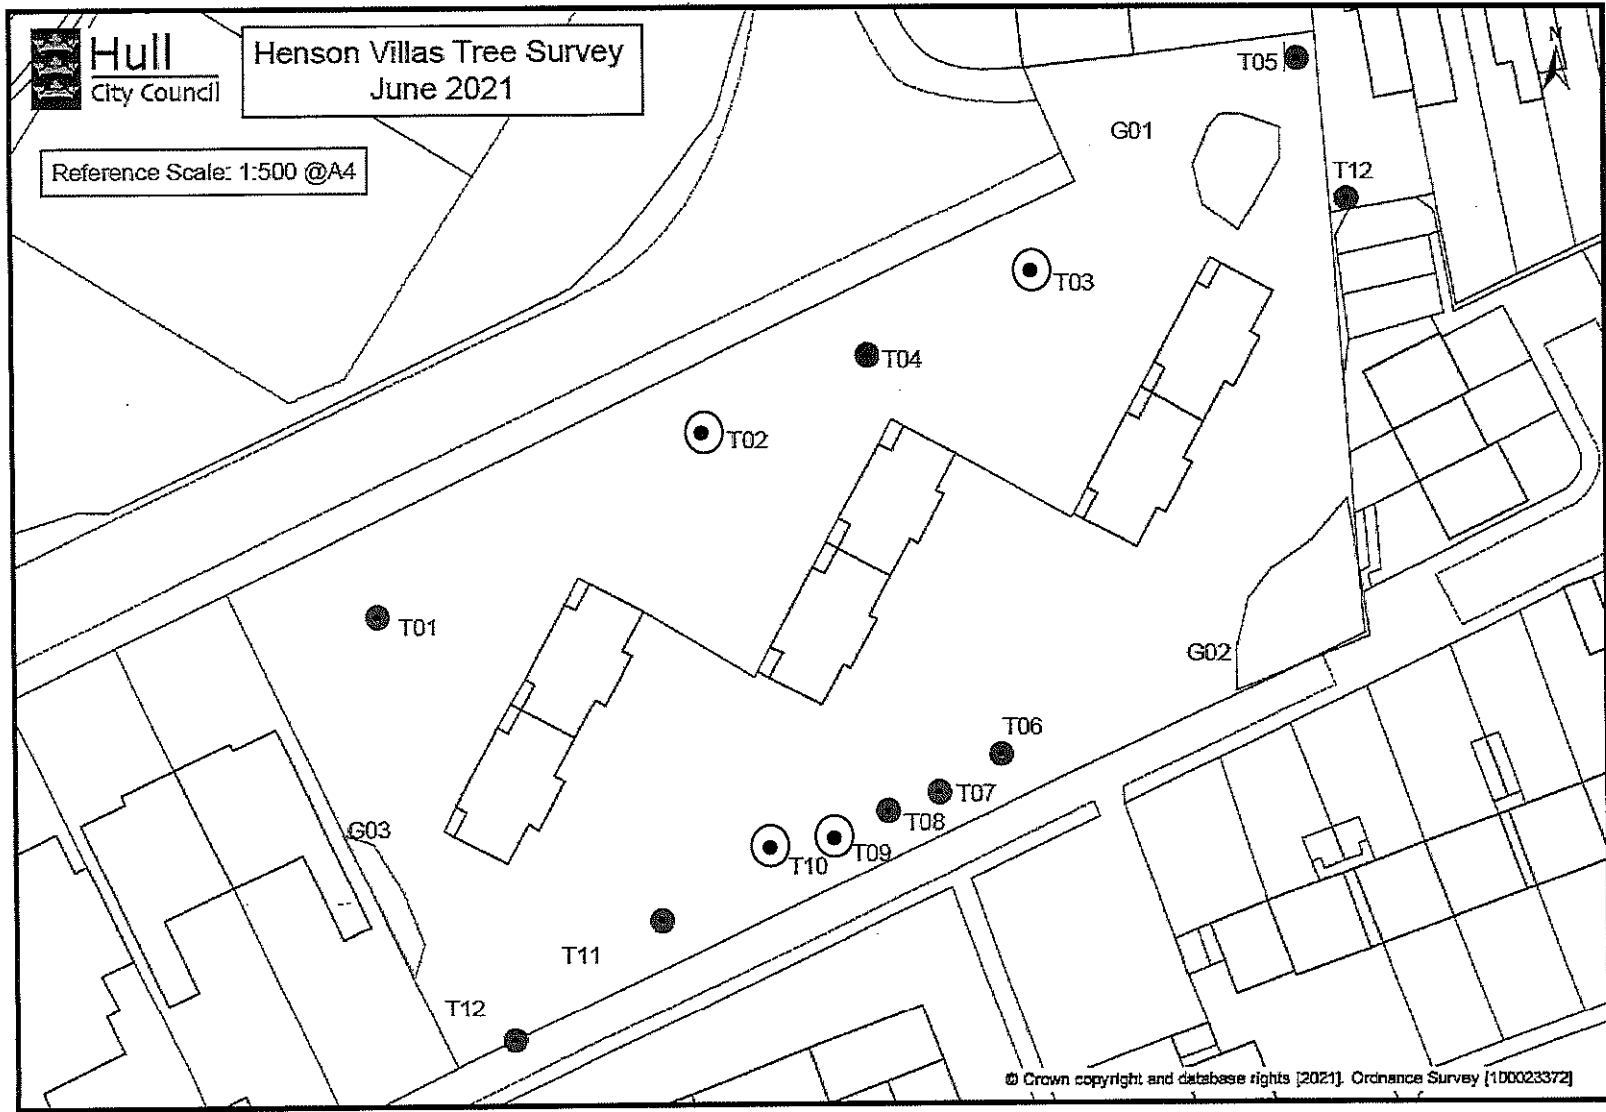 Hull
City Council
Henson Villas Tree Survey
June 2021
Reference Scale: 1:500 @A4
N
T05
G01
T12
T03
T04
T02
T01
G02
T06
T07
T08
T09
T10
G03
T11
T12
© Crown copyright and database rights [2021]. Ordnance Survey [100023372]